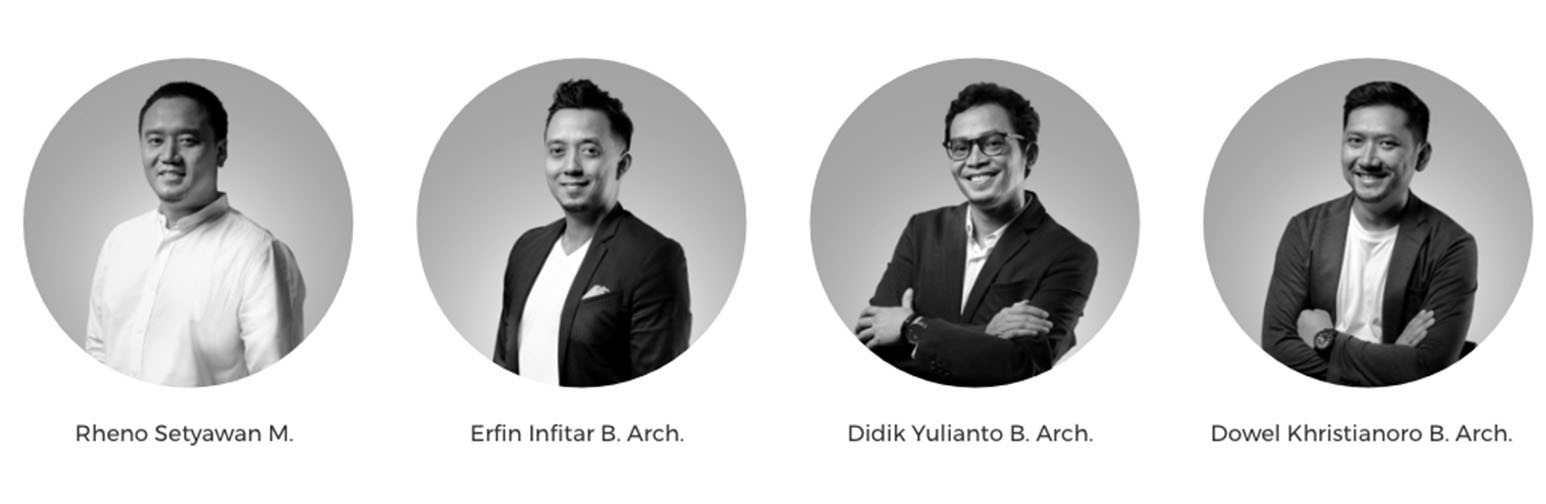 Rheno Setyawan M.
Erfin Infitar B. Arch.
Didik Yulianto B. Arch.
Dowel Khristianoro B. Arch.